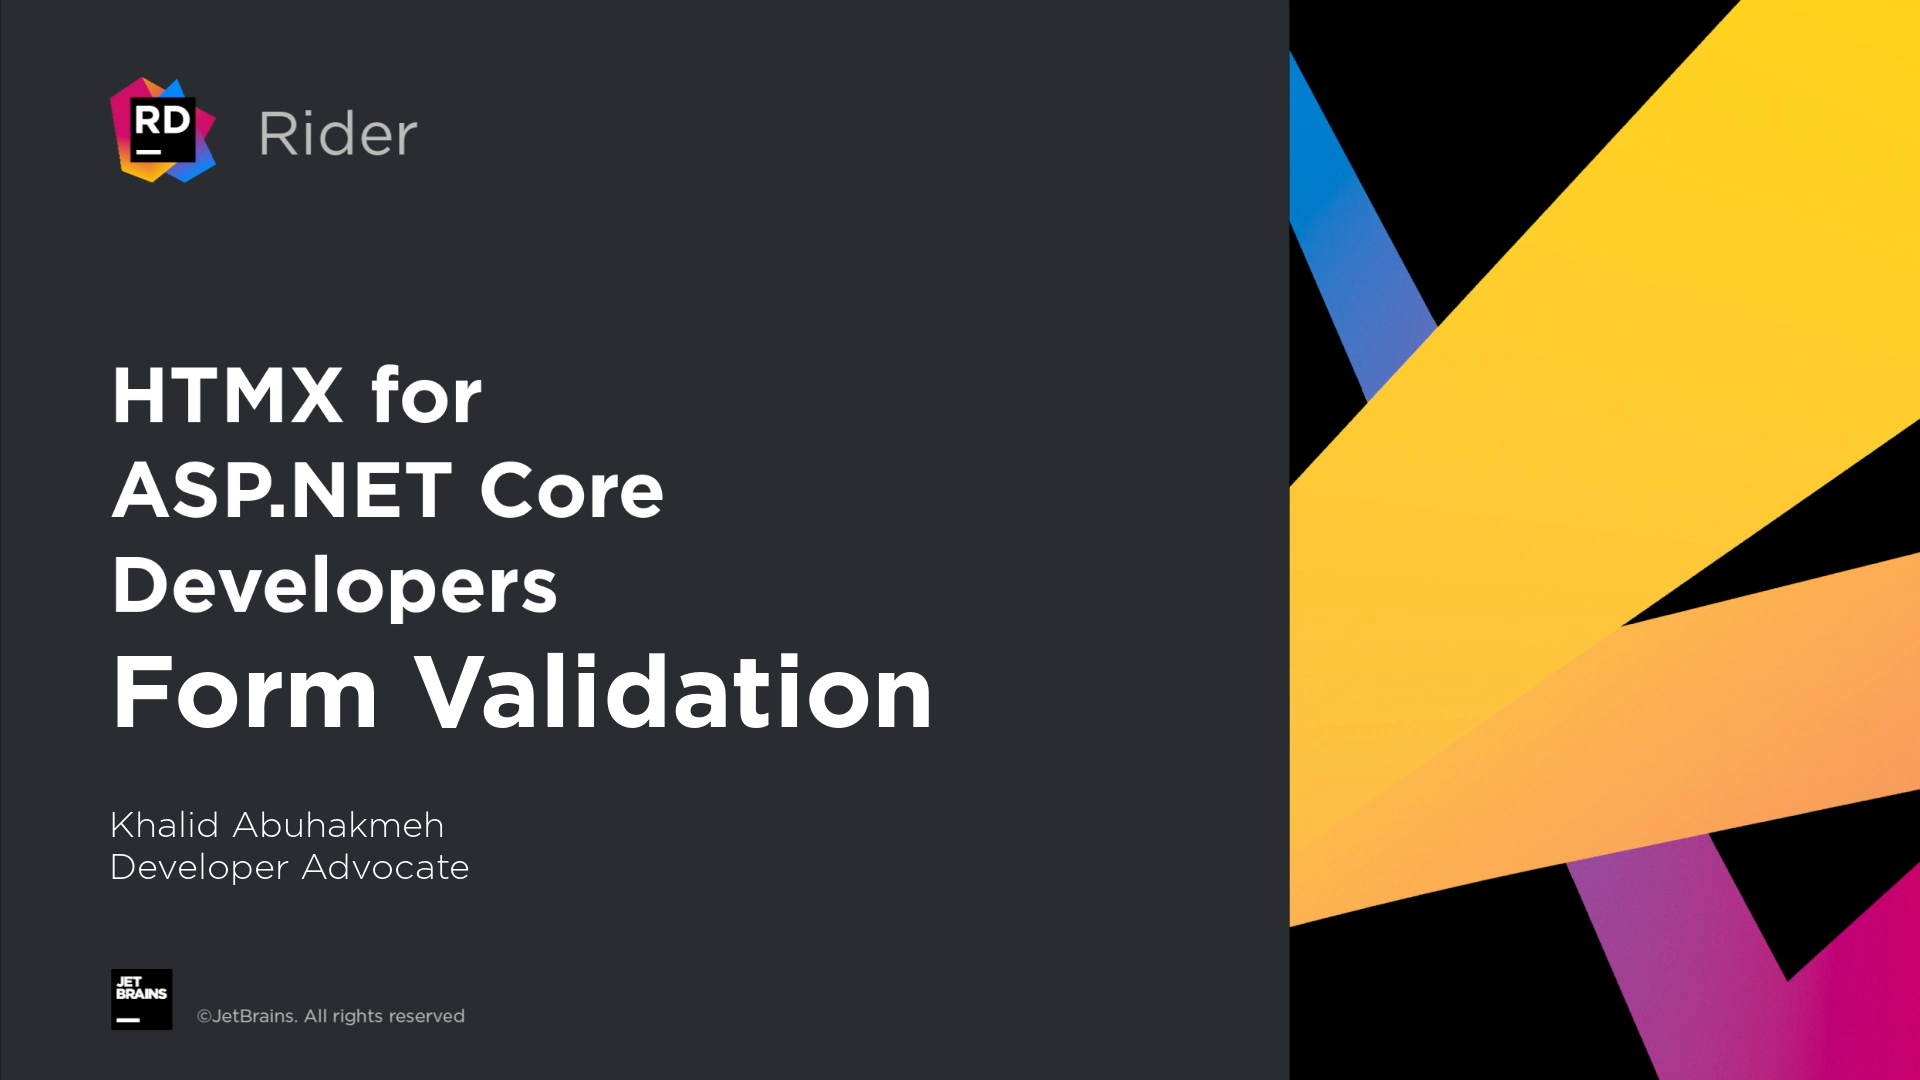 RD
Rider
HTMX for
ASP.NET Core
Developers
Form Validation
Khalid Abuhakmeh
Developer Advocate
JET
BRAINS
©JetBrains. All rights reserved